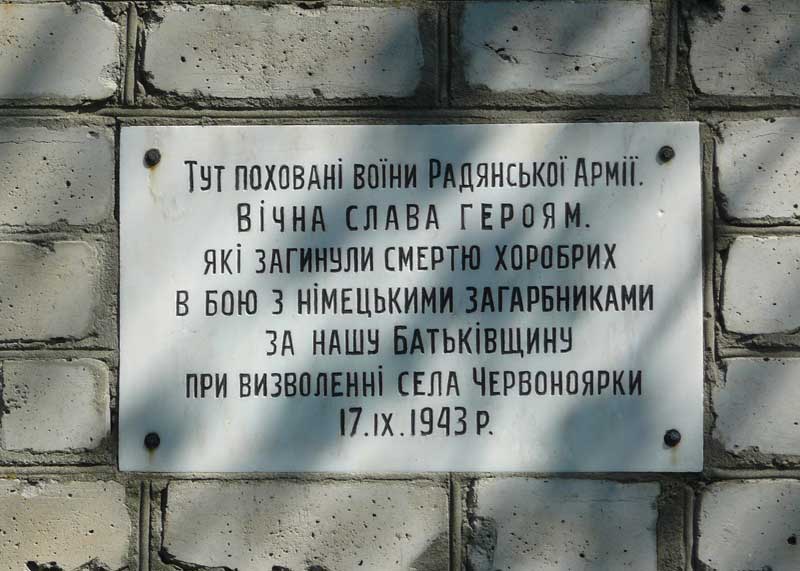 Тут поховані воїни Радянської Армії.
Вічна слава героям.
які загинули смертю хоробрих
в бою з німецькими загарбниками
за нашу Батьківщину
при визволенні села Червоноярки
17.IX.1943 р.